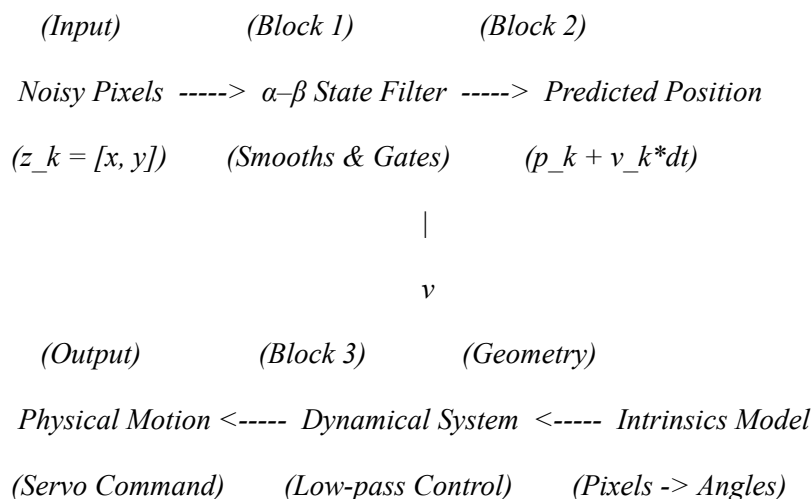 (Input) (Block 1) (Block 2)
Noisy Pixels -----> α–β State Filter -----> Predicted Position
(z_k = [x, y]) (Smooths & Gates) (p_k + v_k*dt)
|
v
(Output) (Block 3) (Geometry)
Physical Motion <----- Dynamical System <----- Intrinsics Model
(Servo Command) (Low-pass Control) (Pixels -> Angles)